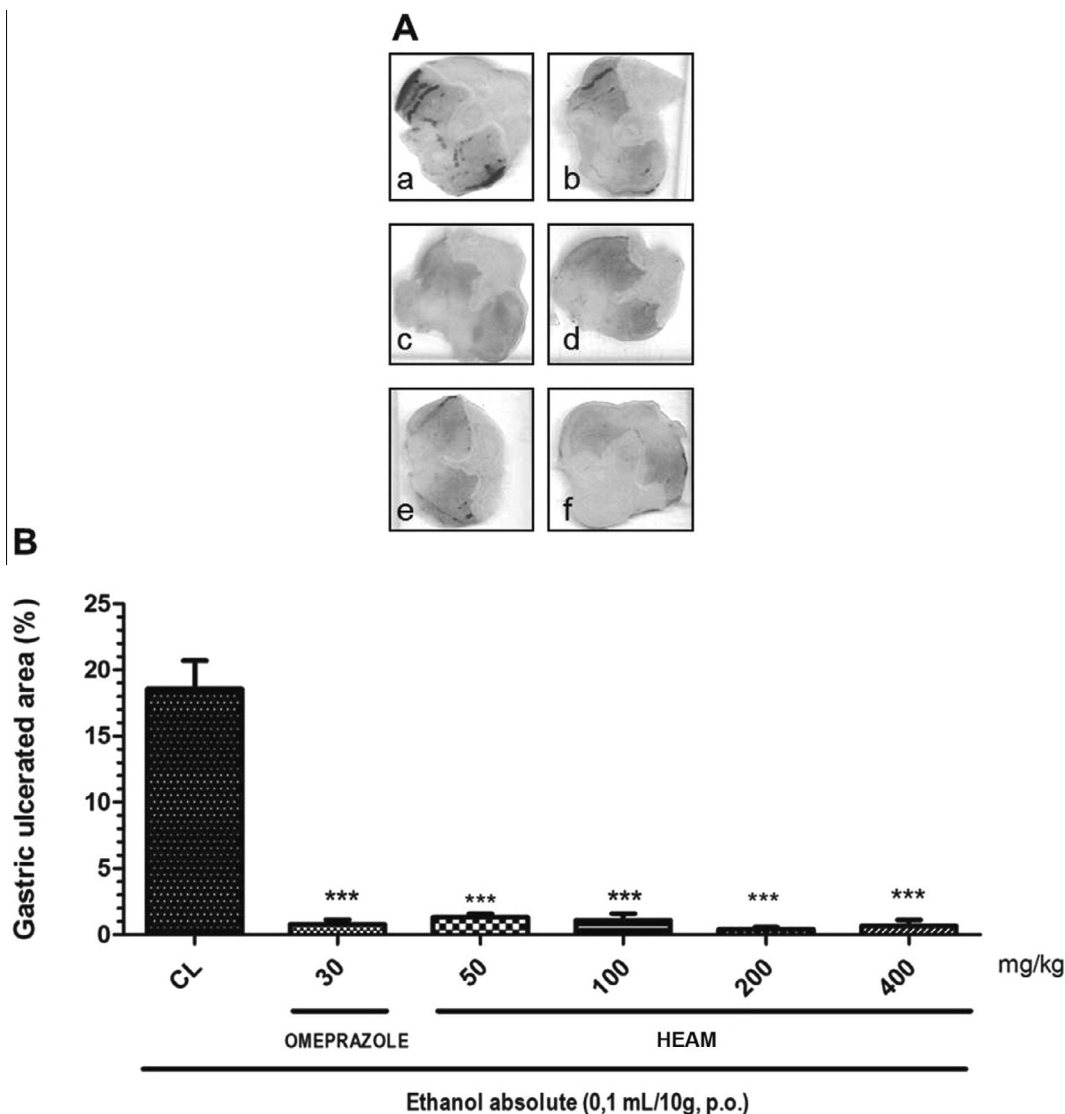 A
a
b
c
d
e
f
B
Gastric ulcerated area (%)
25
20
15
10
5
0
*** *** *** *** ***
CL 30 50 100 200 400 mg/kg
OMEPRAZOLE HEAM
Ethanol absolute (0,1 mL/10g, p.o.)